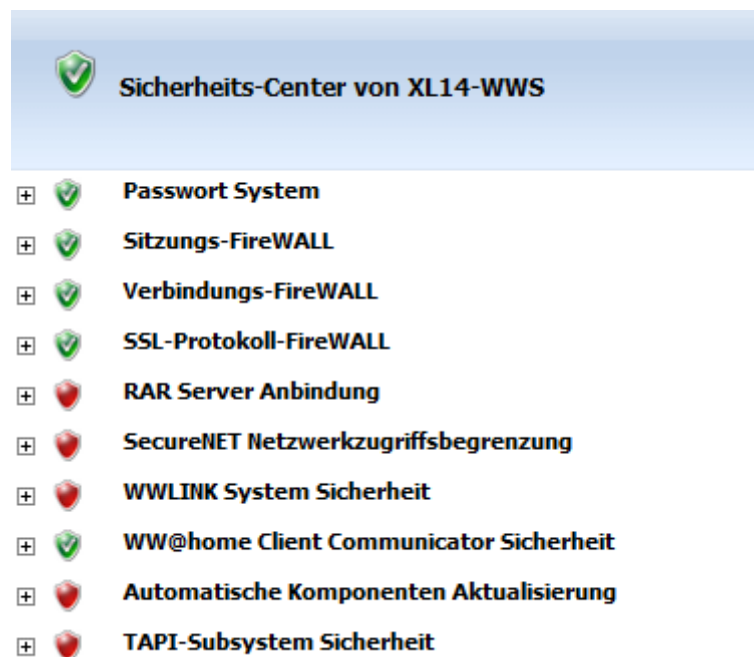 Sicherheits-Center von XL14-WWS
Passwort System
Sitzungs-FireWALL
Verbindungs-FireWALL
SSL-Protokoll-FireWALL
RAR Server Anbindung
SecureNET Netzwerkzugriffsbegrenzung
WWLINK System Sicherheit
WW@home Client Communicator Sicherheit
Automatische Komponenten Aktualisierung
TAPI-Subsystem Sicherheit